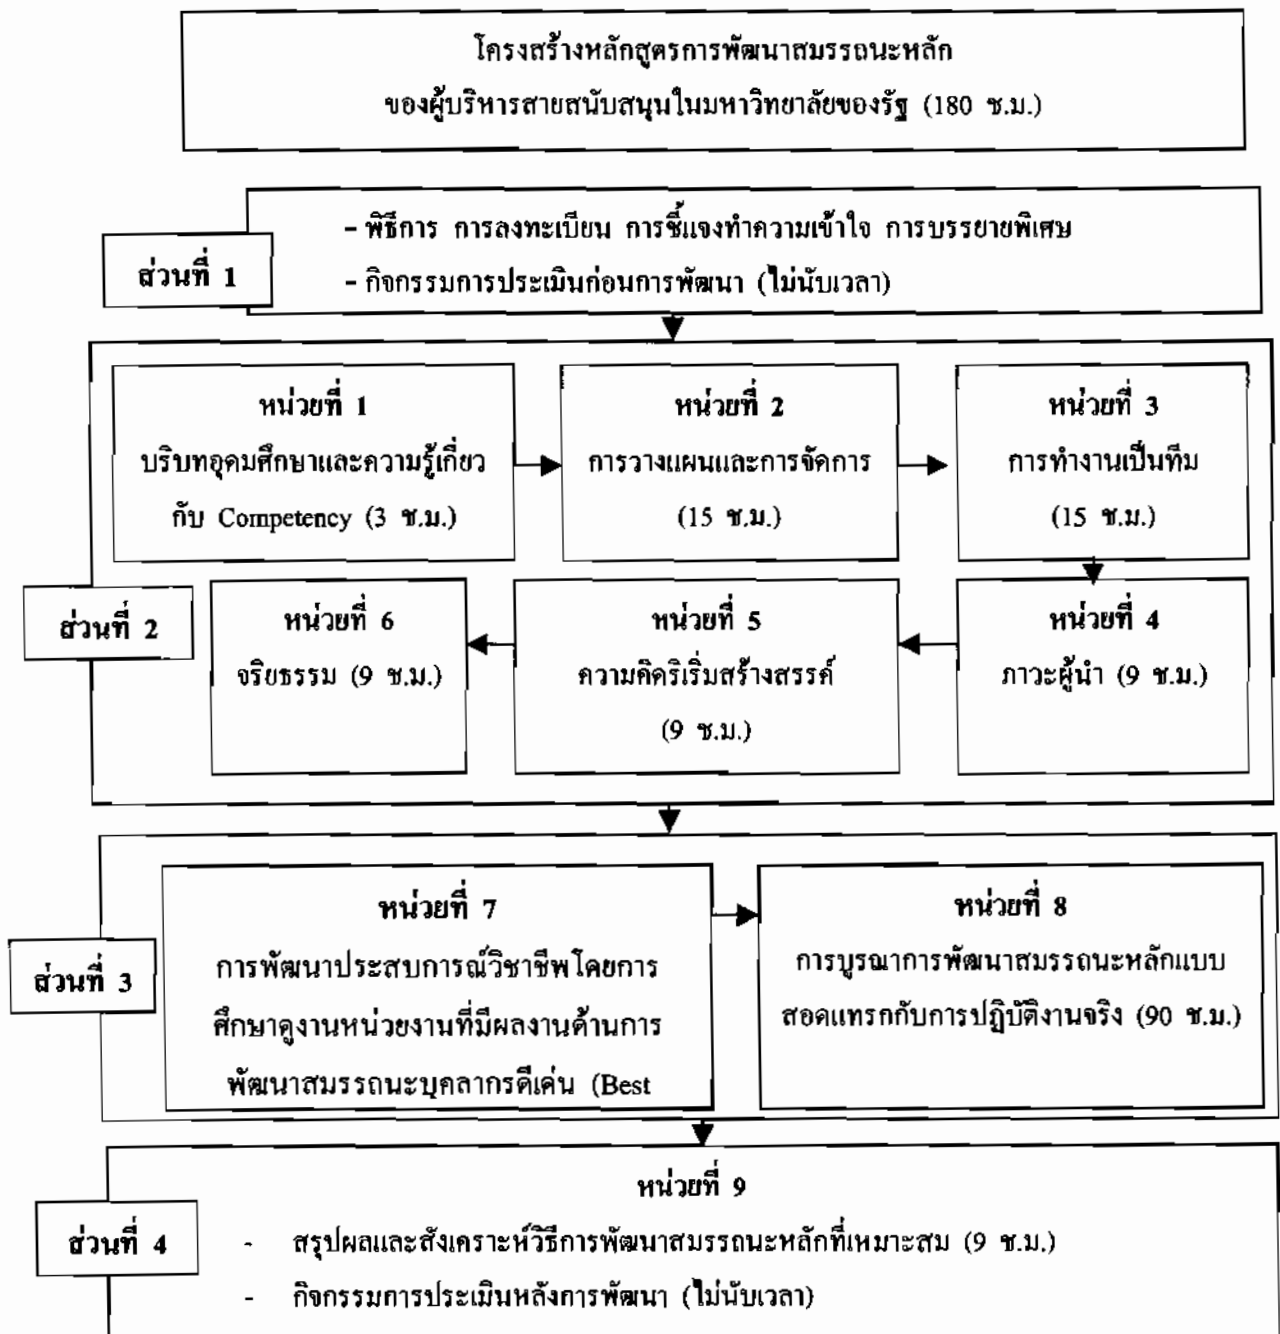 โครงสร้างหลักสูตรการพัฒนาสมรรถนะหลัก
ของผู้บริหารสายสนับสนุนในมหาวิทยาลัยของรัฐ (180 ช.ม.)
ส่วนที่ 1
- พิธีการ การลงทะเบียน การชี้แจงทำความเข้าใจ การบรรยายพิเศษ
- กิจกรรมการประเมินก่อนการพัฒนา (ไม่นับเวลา)
ส่วนที่ 2
หน่วยที่ 1
บริบทอุดมศึกษาและความรู้เกี่ยว
กับ Competency (3 ช.ม.)
หน่วยที่ 2
การวางแผนและการจัดการ
(15 ช.ม.)
หน่วยที่ 3
การทำงานเป็นทีม
(15 ช.ม.)
หน่วยที่ 4
ภาวะผู้นำ (9 ช.ม.)
หน่วยที่ 5
ความคิดริเริ่มสร้างสรรค์
(9 ช.ม.)
หน่วยที่ 6
จริยธรรม (9 ช.ม.)
ส่วนที่ 3
หน่วยที่ 7
การพัฒนาประสบการณ์วิชาชีพโดยการ
ศึกษาดูงานหน่วยงานที่มีผลงานด้านการ
พัฒนาสมรรถนะบุคลากรดีเด่น (Best
หน่วยที่ 8
การบูรณาการพัฒนาสมรรถนะหลักแบบ
สอดแทรกกับการปฏิบัติงานจริง (90 ช.ม.)
ส่วนที่ 4
หน่วยที่ 9
- สรุปผลและสังเคราะห์วิธีการพัฒนาสมรรถนะหลักที่เหมาะสม (9 ช.ม.)
- กิจกรรมการประเมินหลังการพัฒนา (ไม่นับเวลา)